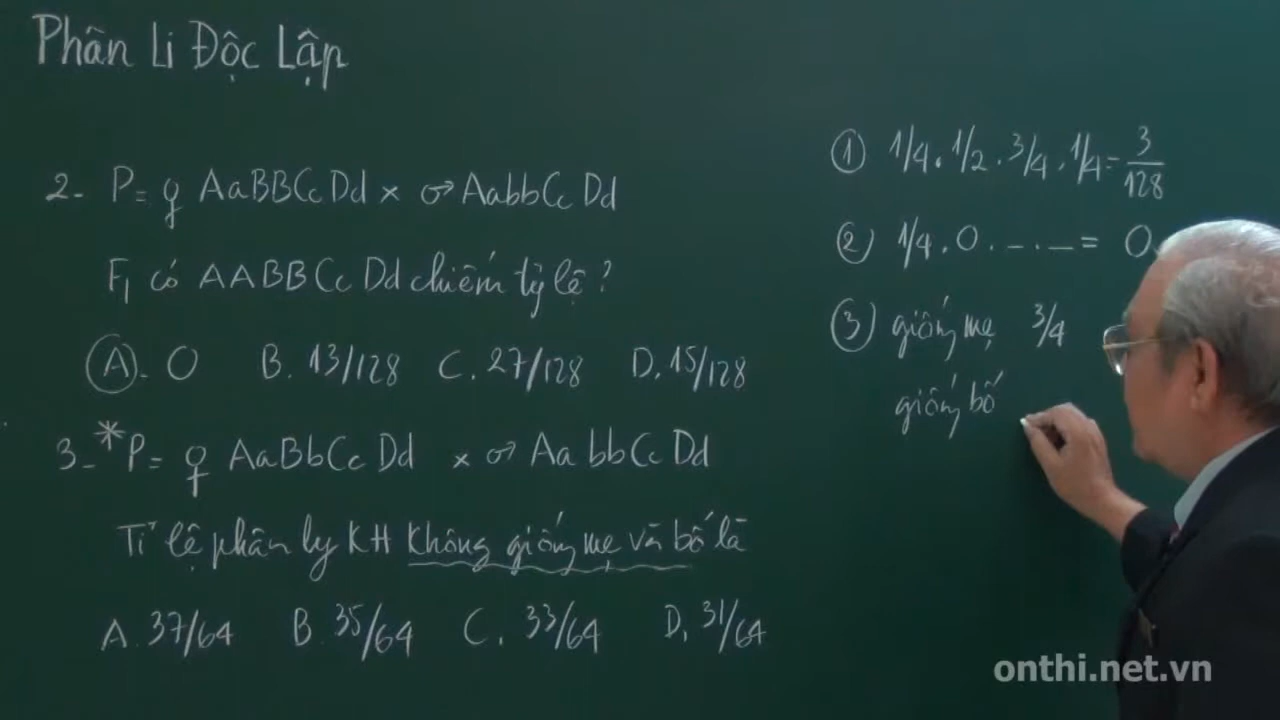 Phân Li Độc Lập
2- P= ♀ AaBBCcDd × ♂ AabbCcDd
F₁ có AABBCcDd chiếm tỷ lệ?
Ⓐ. 0 B. 13/128 C. 27/128 D. 15/128
3-*P= ♀ AaBbCcDd × ♂ AabbCcDd
Tỉ lệ phân ly KH không giống mẹ và bố là
A. 37/64 B. 35/64 C. 33/64 D. 31/64
① 1/4 . 1/2 . 3/4 . 1/4 = 3/128
② 1/4 . 0 . – . – = 0
③ giống mẹ 3/4
giống bố
onthi.net.vn